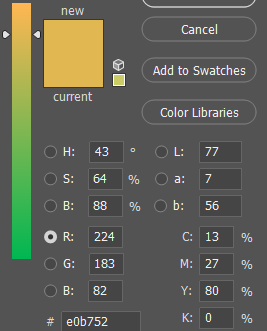 new
Cancel
Add to Swatches
current
Color Libraries
H: 43 ° L: 77
S: 64 % a: 7
B: 88 % b: 56
R: 224 C: 13 %
G: 183 M: 27 %
B: 82 Y: 80 %
# e0b752 K: 0 %